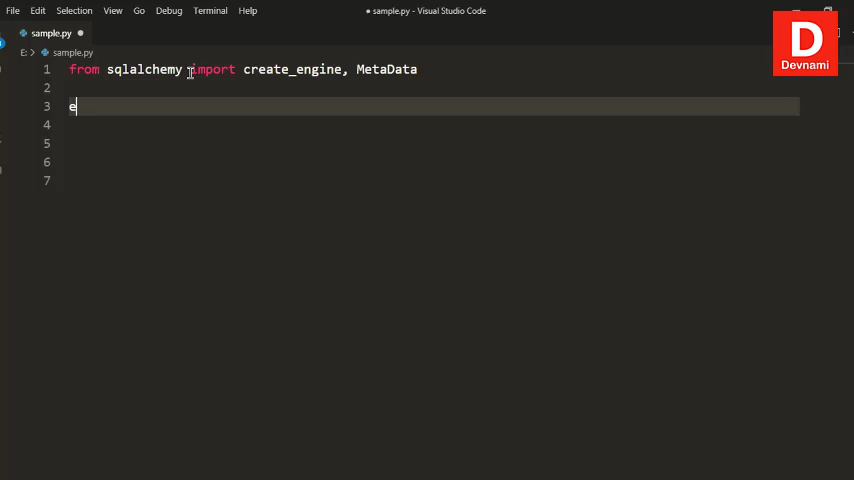 File Edit Selection View Go Debug Terminal Help
● sample.py - Visual Studio Code
D
Devnami
sample.py ●
E: > sample.py
1 from sqlalchemy import create_engine, MetaData
2
3 e
4
5
6
7